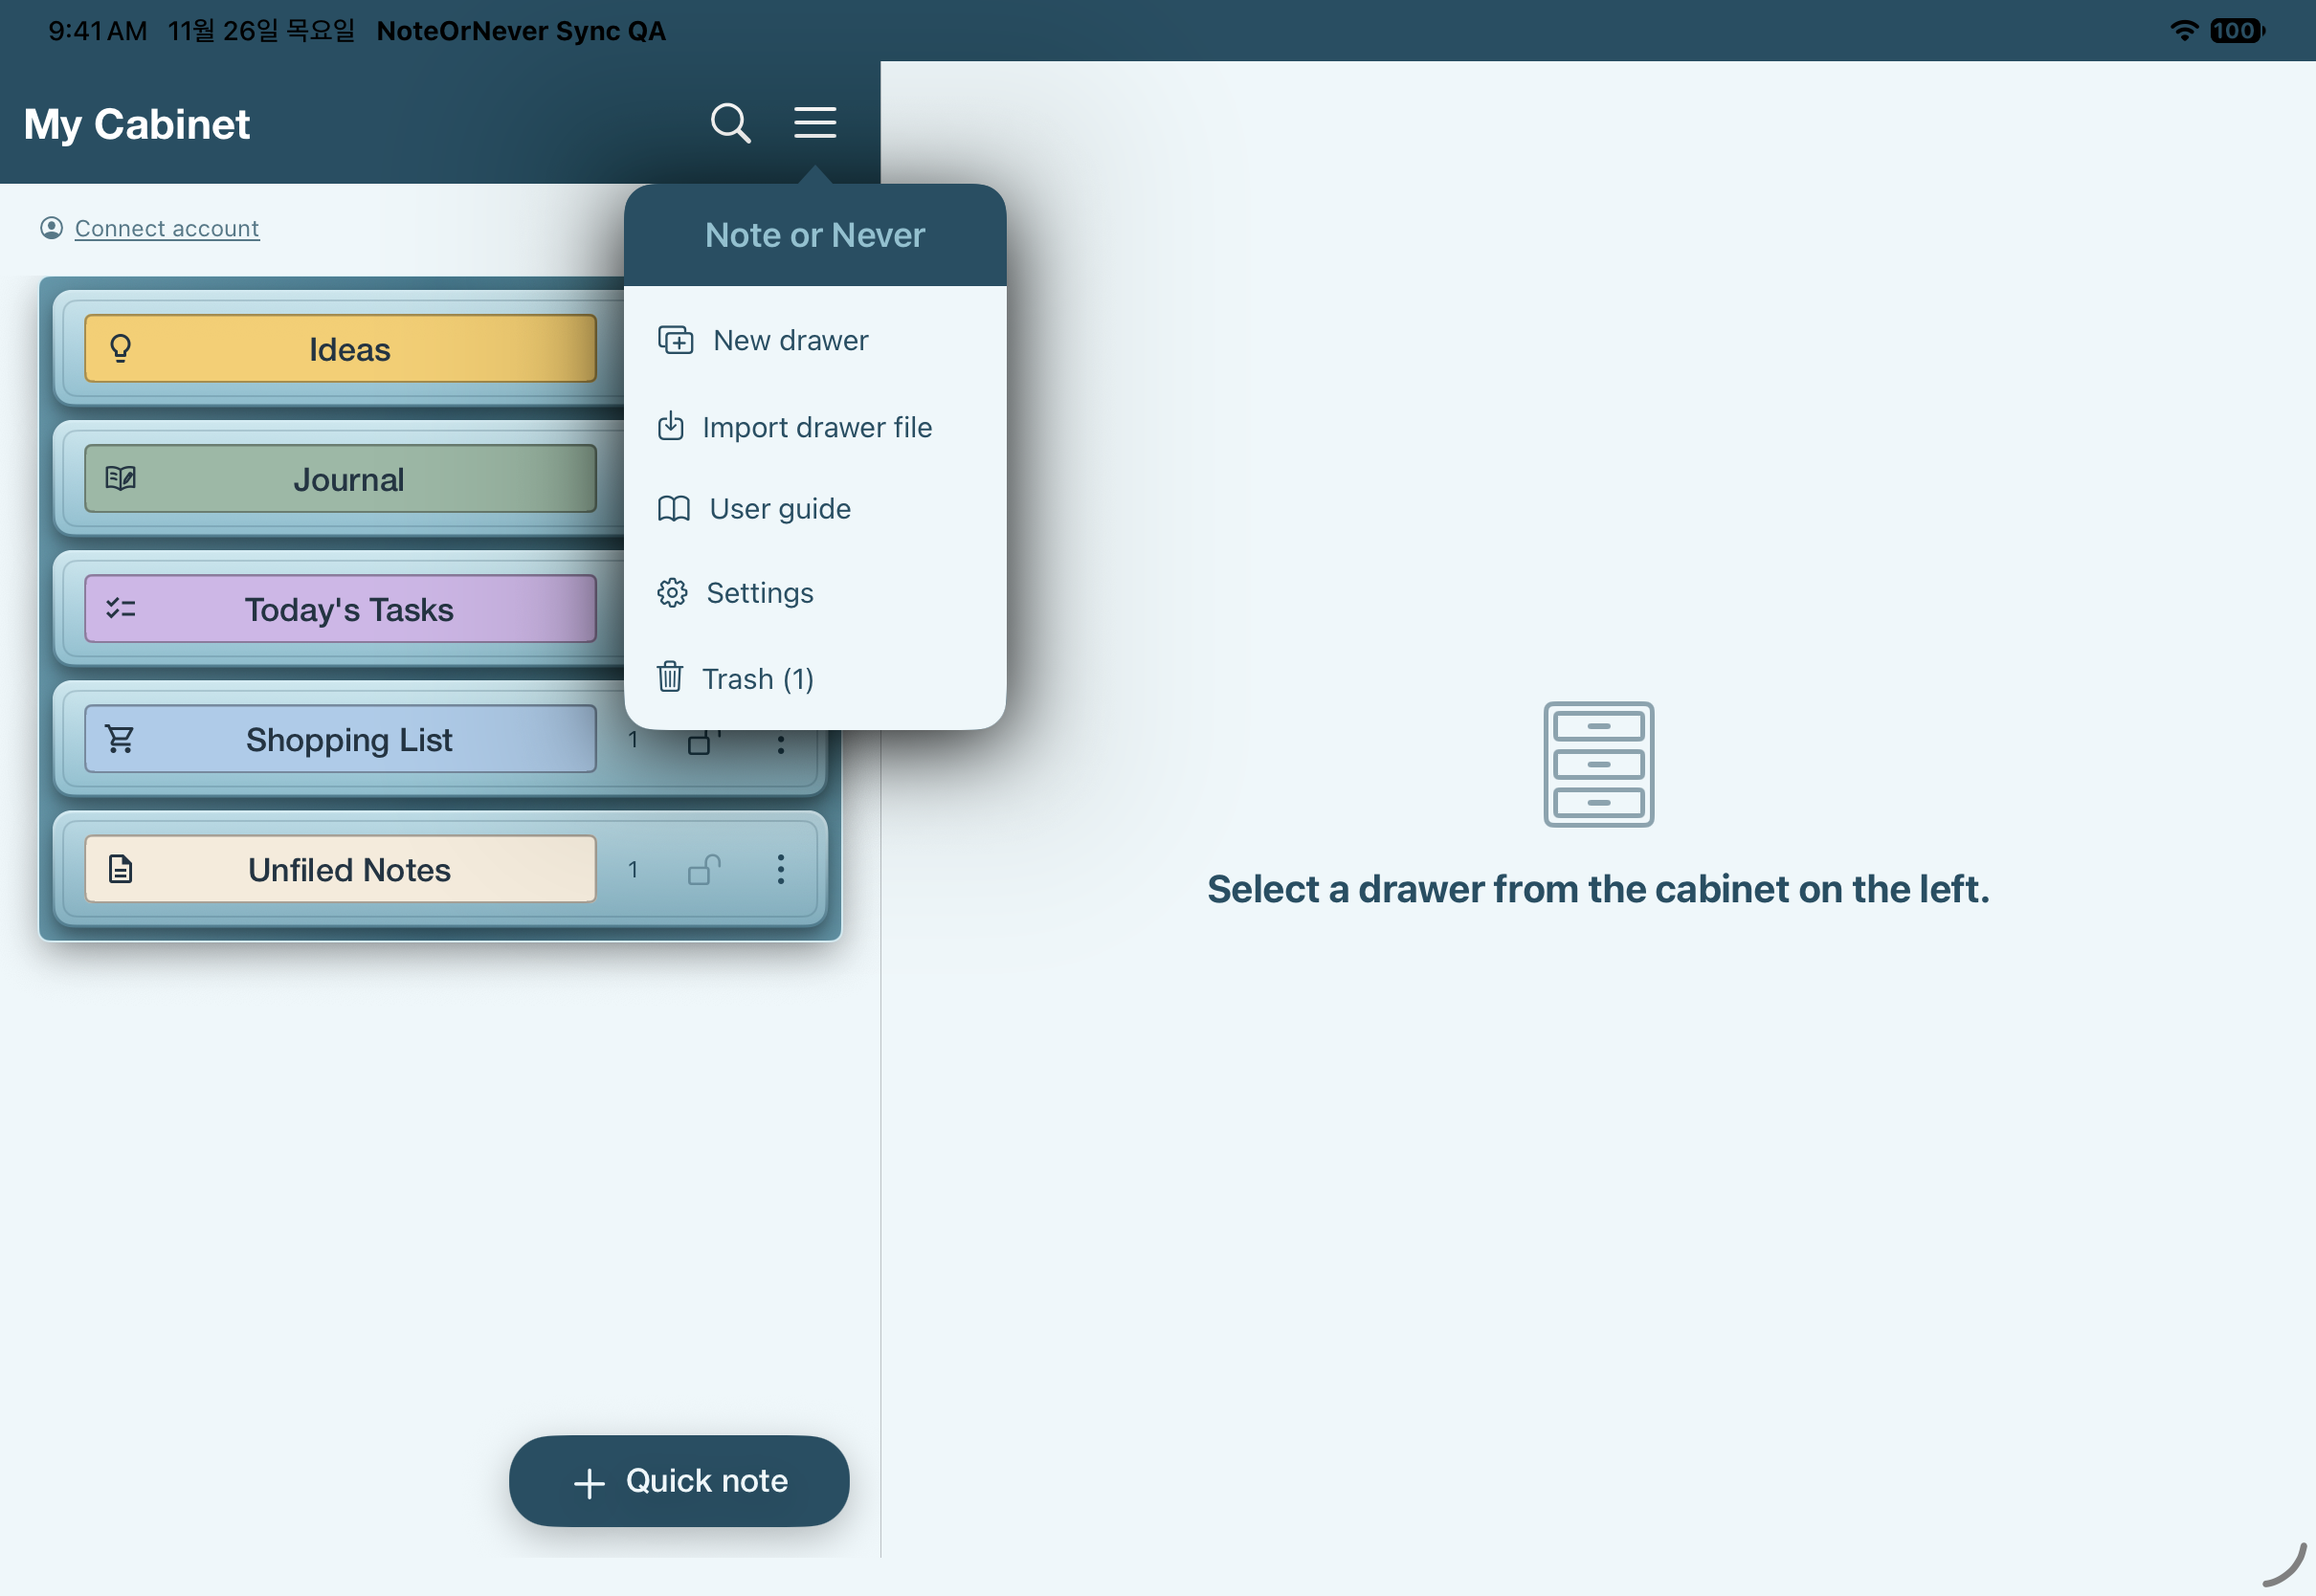 9:41 AM 11월 26일 목요일 NoteOrNever Sync QA
100
My Cabinet
Connect account
Note or Never
New drawer
Import drawer file
User guide
Settings
Trash (1)
Ideas
Journal
Today's Tasks
Shopping List 1
Unfiled Notes 1
Select a drawer from the cabinet on the left.
Quick note